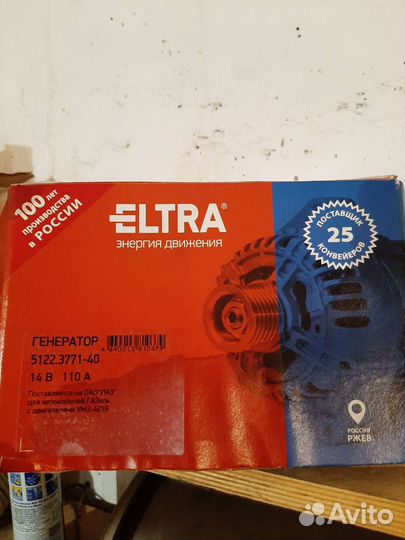 100 лет
производства
в РОССИИ
ELTRA®
энергия движения
ПОСТАВЩИК
25
КОНВЕЙЕРОВ
ГЕНЕРАТОР
5122.3771-40
14 В 110 А
Поставляется на ОАО"УМЗ"
для автомобилей ГАЗель
с двигателями УМЗ-4216
РОССИЯ
РЖЕВ
Avito